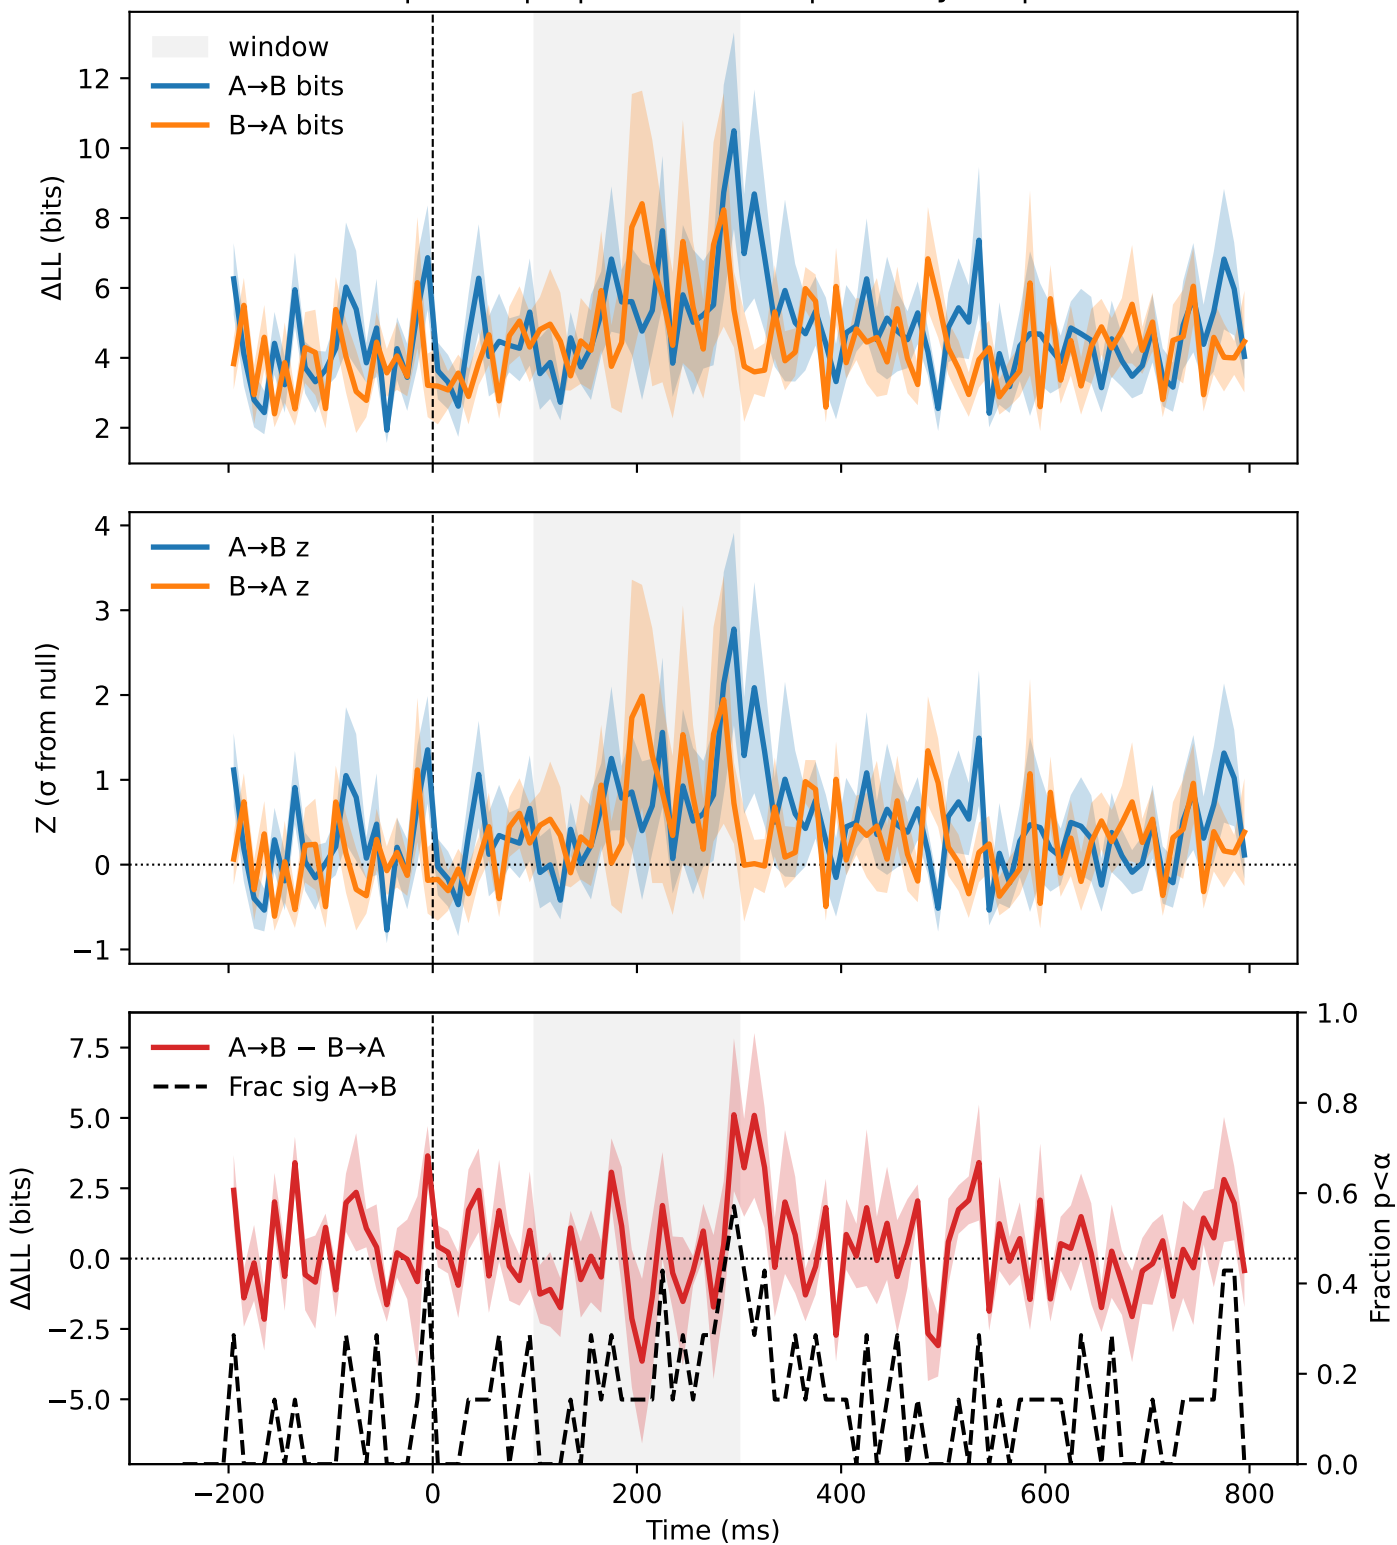 window
A→B bits
B→A bits
ΔLL (bits)
12
10
8
6
4
2
A→B z
B→A z
Z (σ from null)
4
3
2
1
0
−1
A→B − B→A
Frac sig A→B
ΔΔLL (bits)
7.5
5.0
2.5
0.0
−2.5
−5.0
1.0
0.8
0.6
0.4
0.2
0.0
Fraction p<α
−200 0 200 400 600 800
Time (ms)